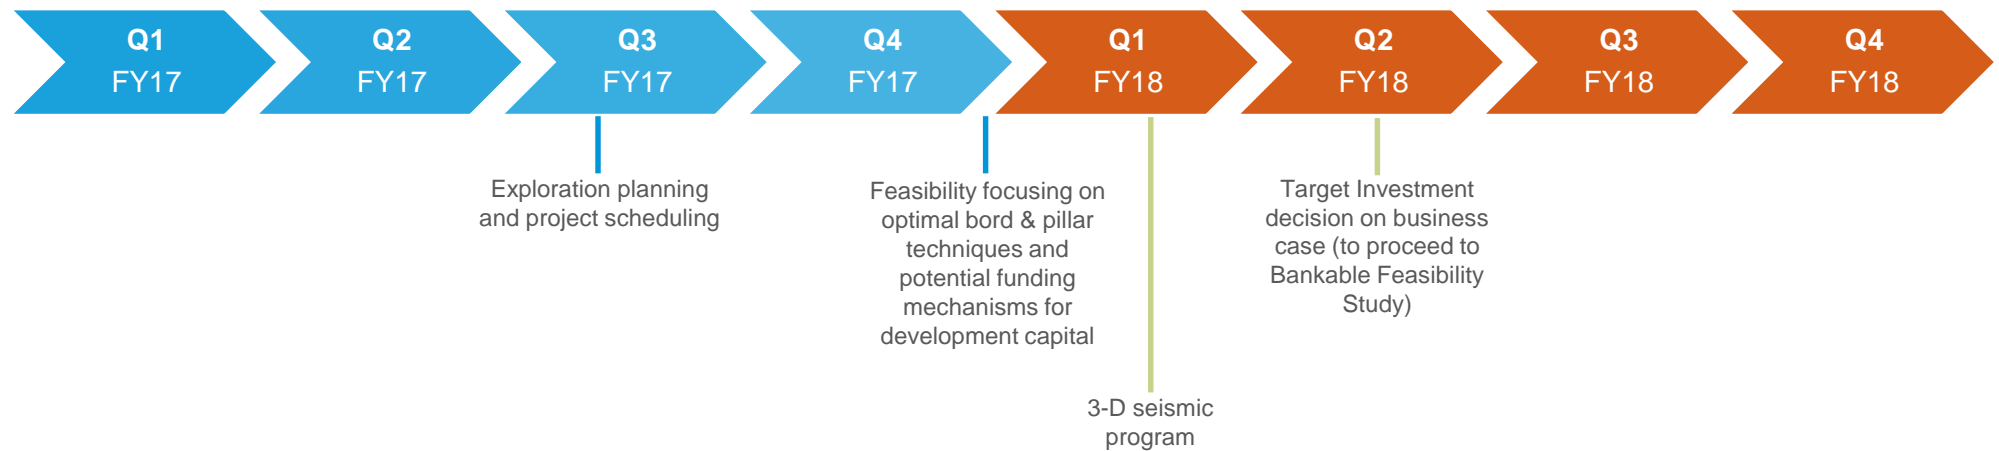 Q1
FY17
Q2
FY17
Q3
FY17
Q4
FY17
Q1
FY18
Q2
FY18
Q3
FY18
Q4
FY18
Exploration planning
and project scheduling
Feasibility focusing on
optimal bord & pillar
techniques and
potential funding
mechanisms for
development capital
3-D seismic
program
Target Investment
decision on business
case (to proceed to
Bankable Feasibility
Study)